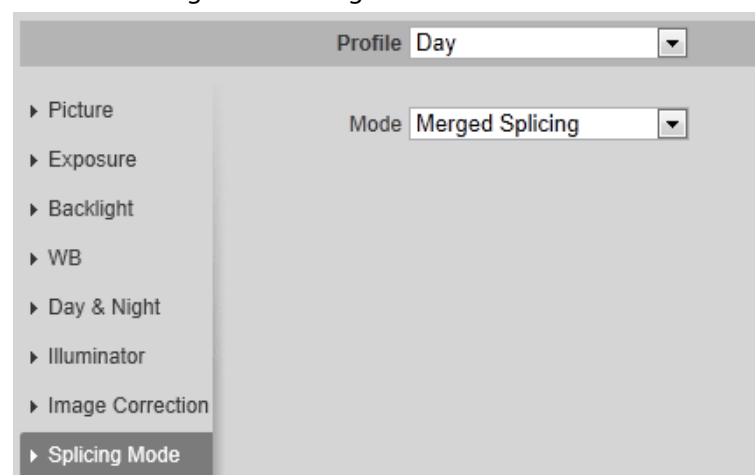 Profile Day
Picture
Mode Merged Splicing
Exposure
Backlight
WB
Day & Night
Illuminator
Image Correction
Splicing Mode